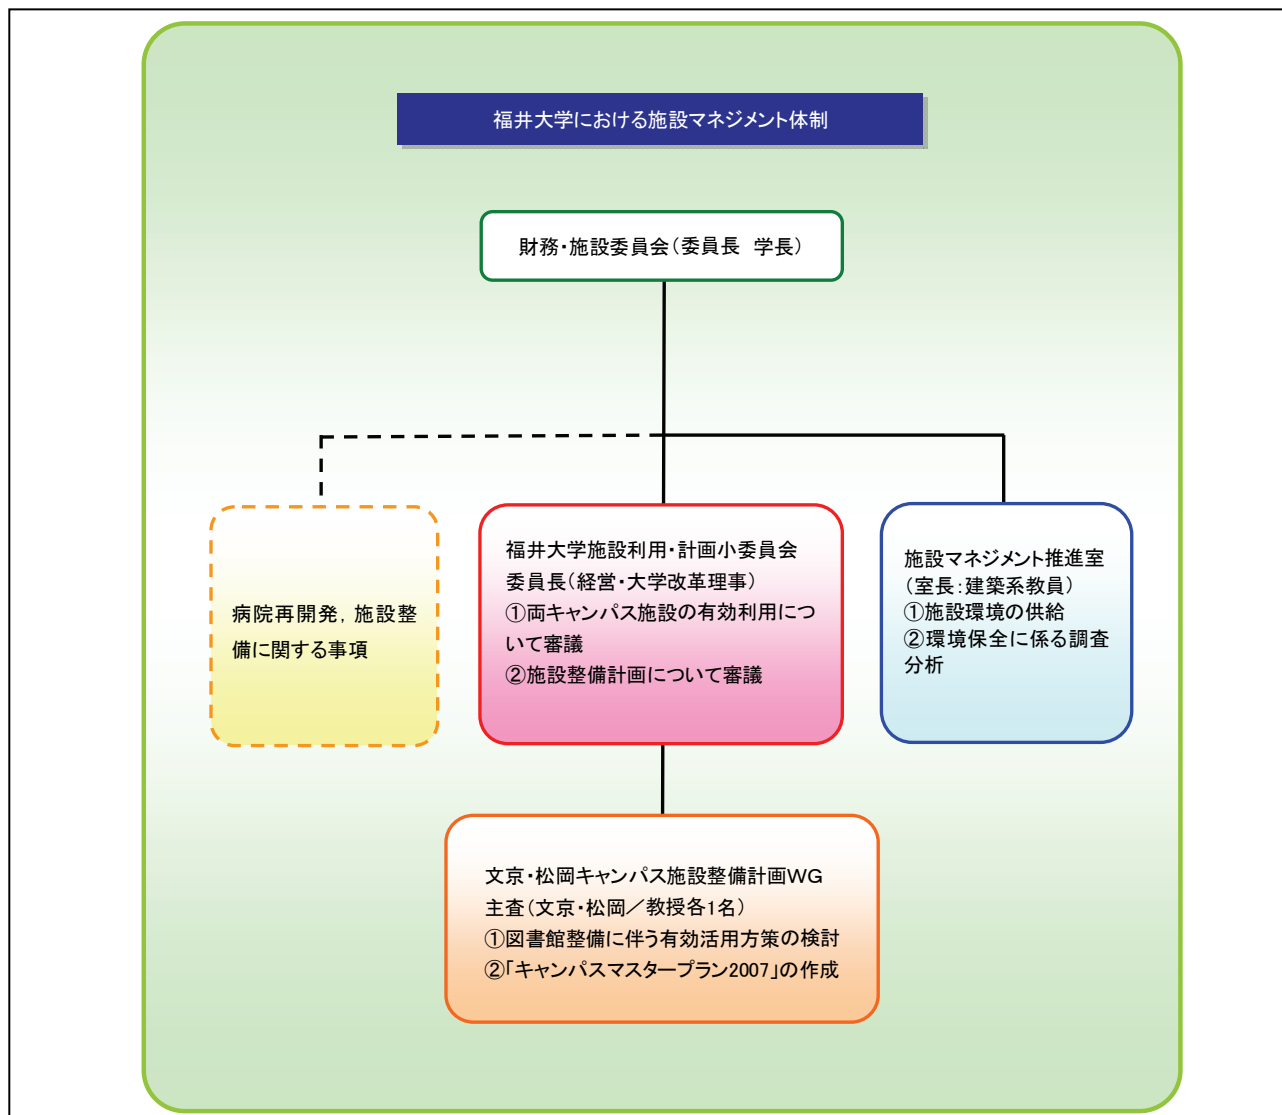 福井大学における施設マネジメント体制
財務・施設委員会(委員長　学長)
病院再開発, 施設整
備に関する事項
福井大学施設利用・計画小委員会
委員長(経営・大学改革理事)
①両キャンパス施設の有効利用につ
いて審議
②施設整備計画について審議
施設マネジメント推進室
(室長:建築系教員)
①施設環境の供給
②環境保全に係る調査
分析
文京・松岡キャンパス施設整備計画WG
主査(文京・松岡／教授各1名)
①図書館整備に伴う有効活用方策の検討
②「キャンパスマスタープラン2007」の作成